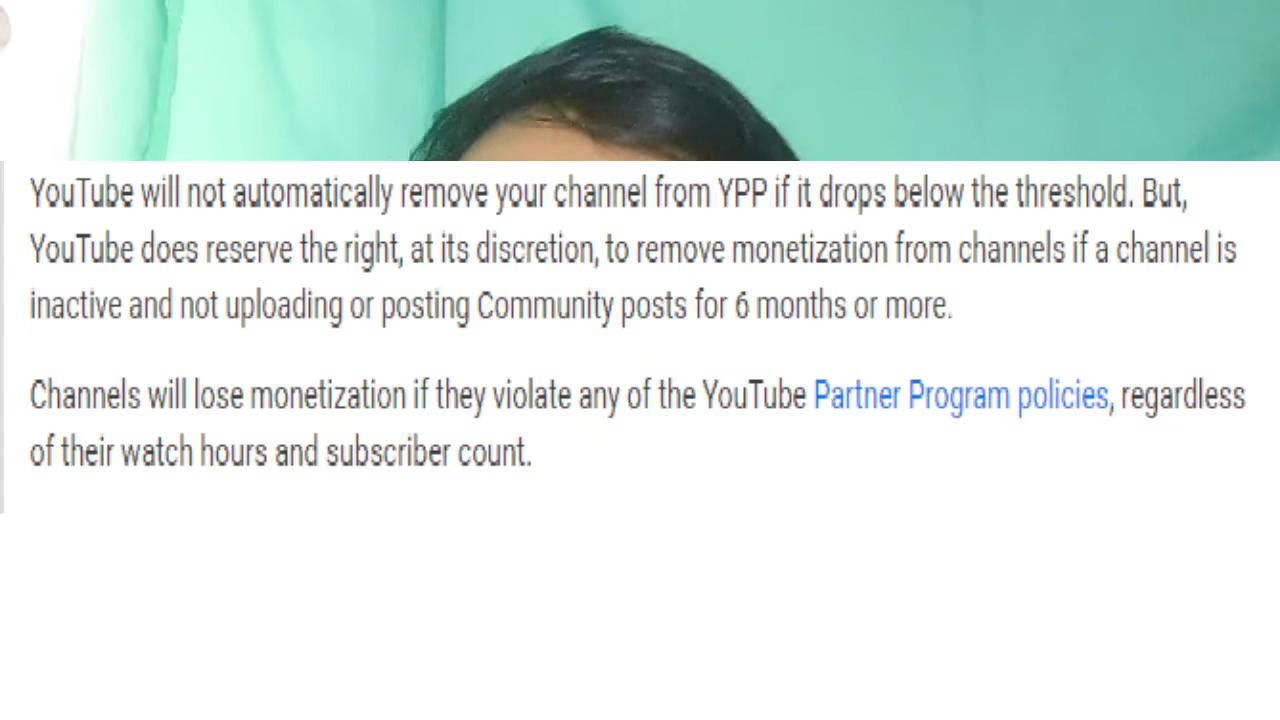 YouTube will not automatically remove your channel from YPP if it drops below the threshold. But,
YouTube does reserve the right, at its discretion, to remove monetization from channels if a channel is
inactive and not uploading or posting Community posts for 6 months or more.
Channels will lose monetization if they violate any of the YouTube Partner Program policies, regardless
of their watch hours and subscriber count.